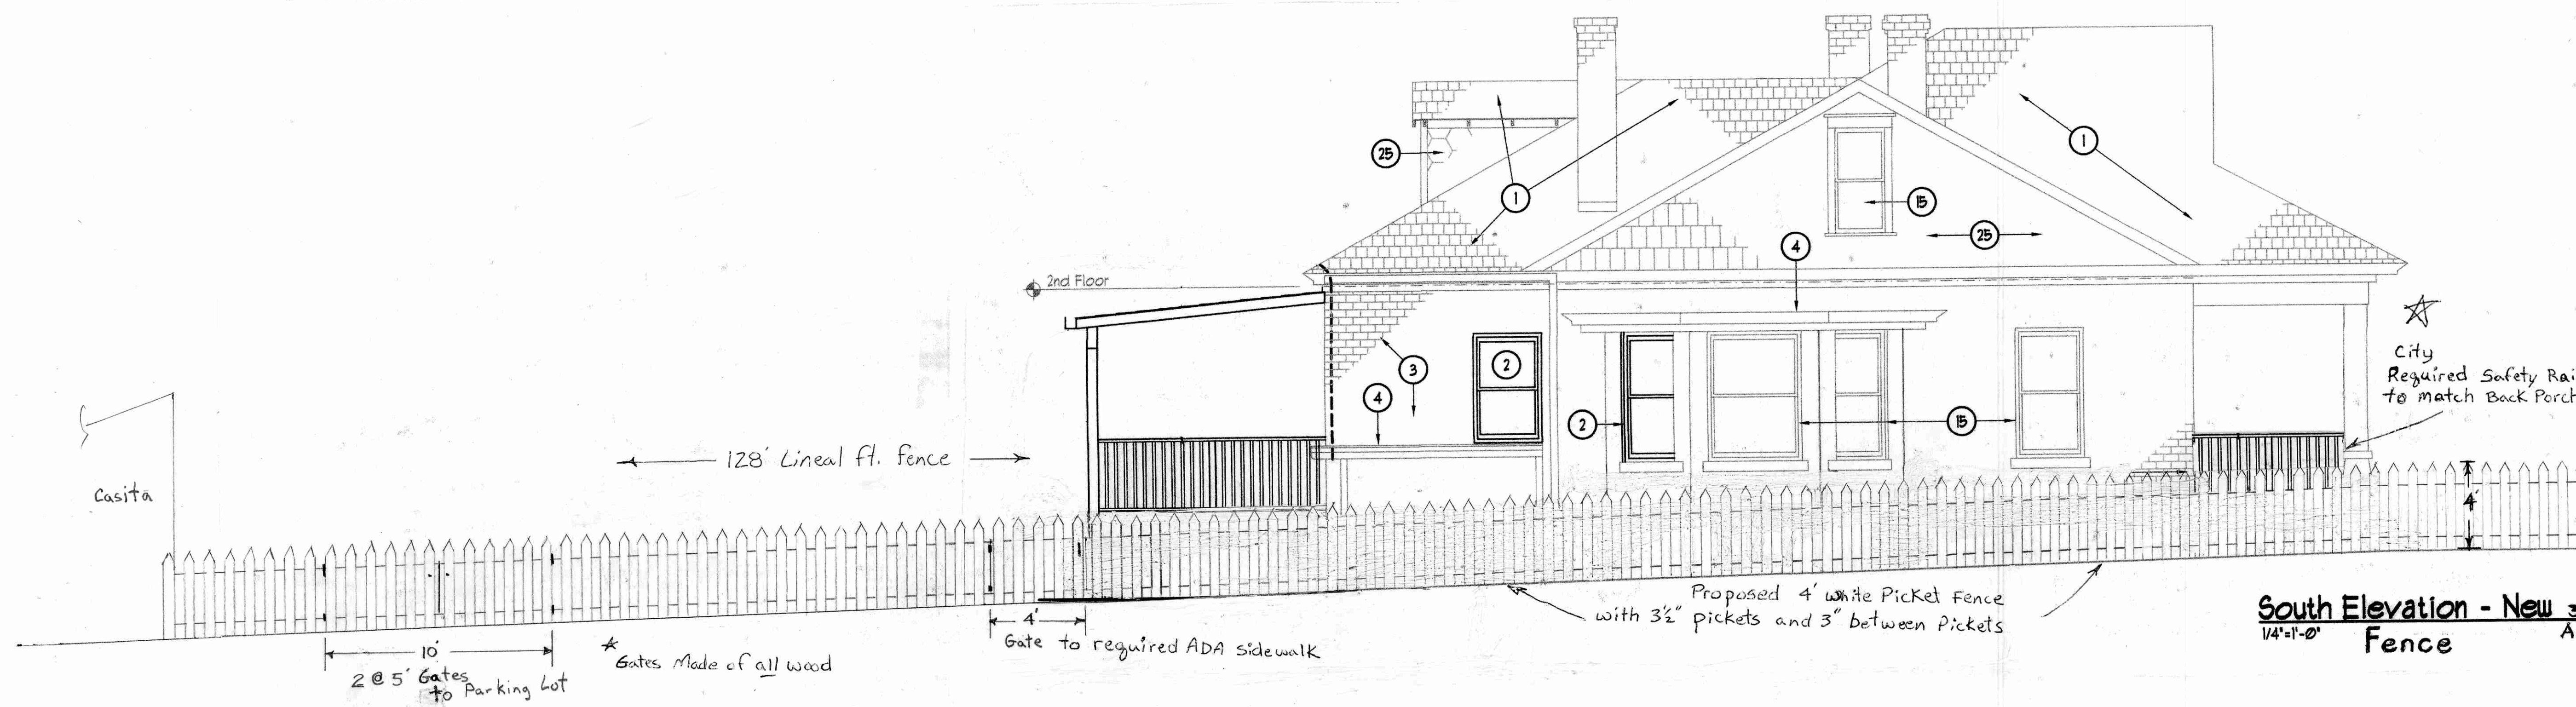 1
25
1
15
25
4
2nd Floor
City
Required Safety Rai
to match Back Porch
2
3
4
2
15
128' Lineal ft. fence
Casita
4'
Proposed 4' white Picket Fence
with 3½" pickets and 3" between Pickets
4'
Gate to required ADA sidewalk
10'
2 @ 5' Gates
to Parking Lot
Gates Made of all wood
South Elevation - New 3
1/4"=1'-0" A
Fence